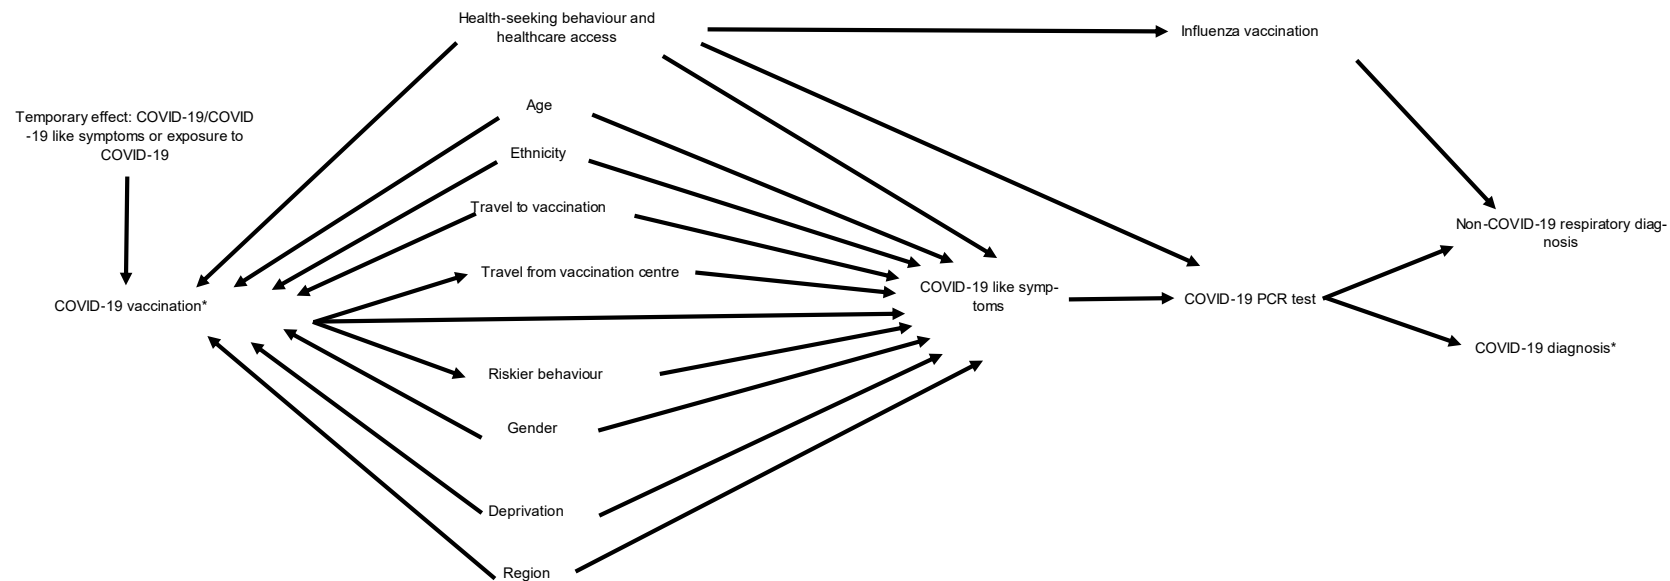 Health-seeking behaviour and
healthcare access
Influenza vaccination
Age
Temporary effect: COVID-19/COVID
-19 like symptoms or exposure to
COVID-19
Ethnicity
Travel to vaccination
Non-COVID-19 respiratory diag-
nosis
Travel from vaccination centre
COVID-19 vaccination*
COVID-19 like symp-
toms
COVID-19 PCR test
COVID-19 diagnosis*
Riskier behaviour
Gender
Deprivation
Region